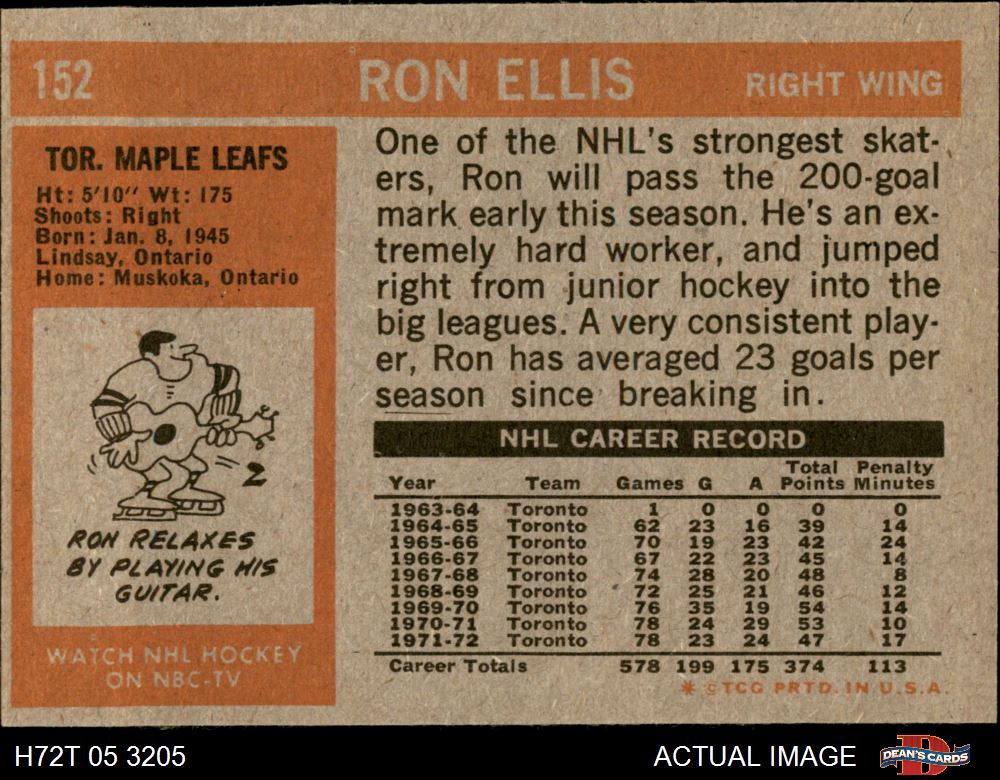 152 RON ELLIS RIGHT WING
TOR. MAPLE LEAFS
Ht: 5'10" Wt: 175
Shoots: Right
Born: Jan. 8, 1945
Lindsay, Ontario
Home: Muskoka, Ontario
Z
RON RELAXES
BY PLAYING HIS
GUITAR.
WATCH NHL HOCKEY
ON NBC-TV
One of the NHL's strongest skat-
ers, Ron will pass the 200-goal
mark early this season. He's an ex-
tremely hard worker, and jumped
right from junior hockey into the
big leagues. A very consistent play-
er, Ron has averaged 23 goals per
season since breaking in.
NHL CAREER RECORD
Year Team Games G A Total Points Penalty Minutes
1963-64 Toronto 1 0 0 0 0
1964-65 Toronto 62 23 16 39 14
1965-66 Toronto 70 19 23 42 24
1966-67 Toronto 67 22 23 45 14
1967-68 Toronto 74 28 20 48 8
1968-69 Toronto 72 25 21 46 12
1969-70 Toronto 76 35 19 54 14
1970-71 Toronto 78 24 29 53 10
1971-72 Toronto 78 23 24 47 17
Career Totals 578 199 175 374 113
* © TCG PRTD. IN U.S.A.
H72T 05 3205 ACTUAL IMAGE D DEAN'S CARDS